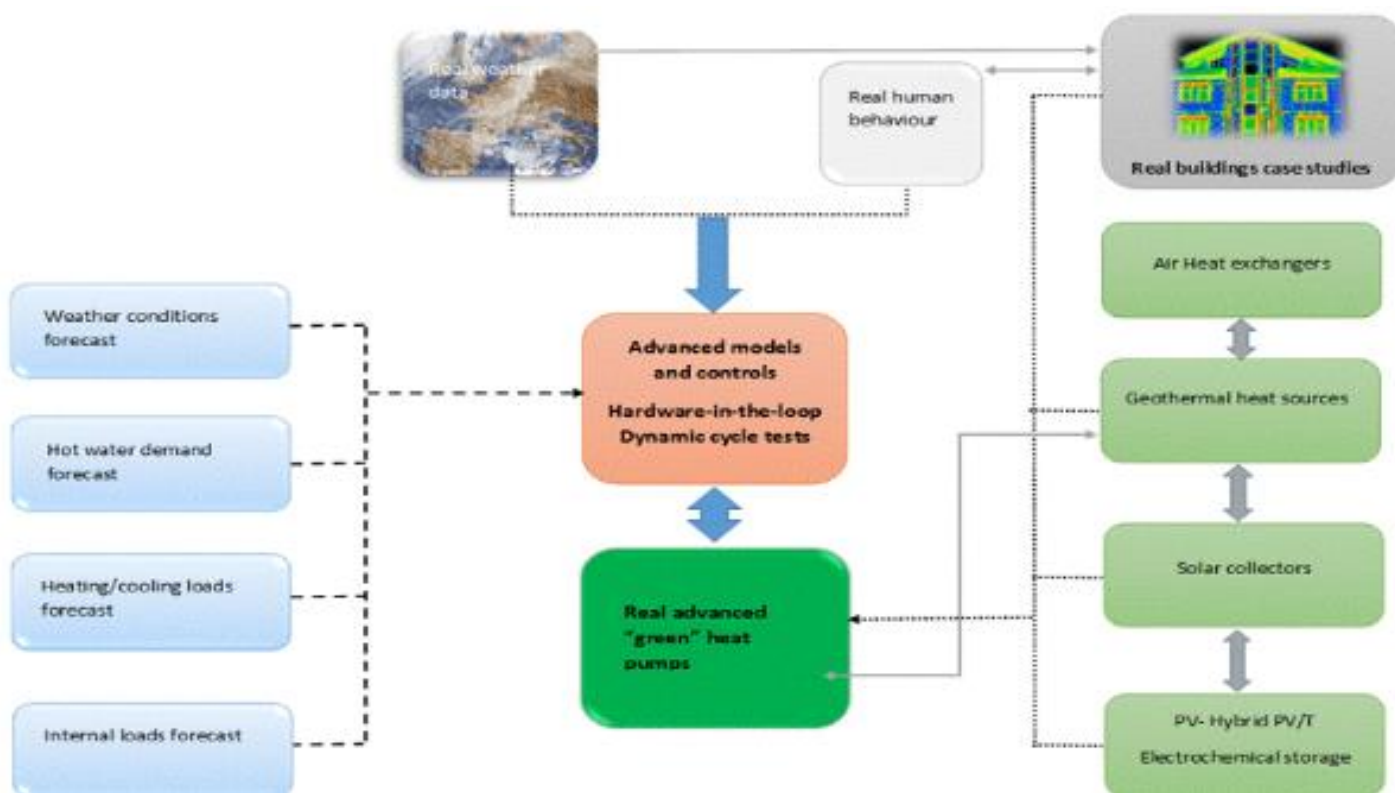 Real weather
data
Real human
behaviour
Real buildings case studies
Weather conditions
forecast
Hot water demand
forecast
Heating/cooling loads
forecast
Internal loads forecast
Advanced models
and controls
Hardware-in-the-loop
Dynamic cycle tests
Real advanced
"green" heat
pumps
Air Heat exchangers
Geothermal heat sources
Solar collectors
PV- Hybrid PV/T
Electrochemical storage